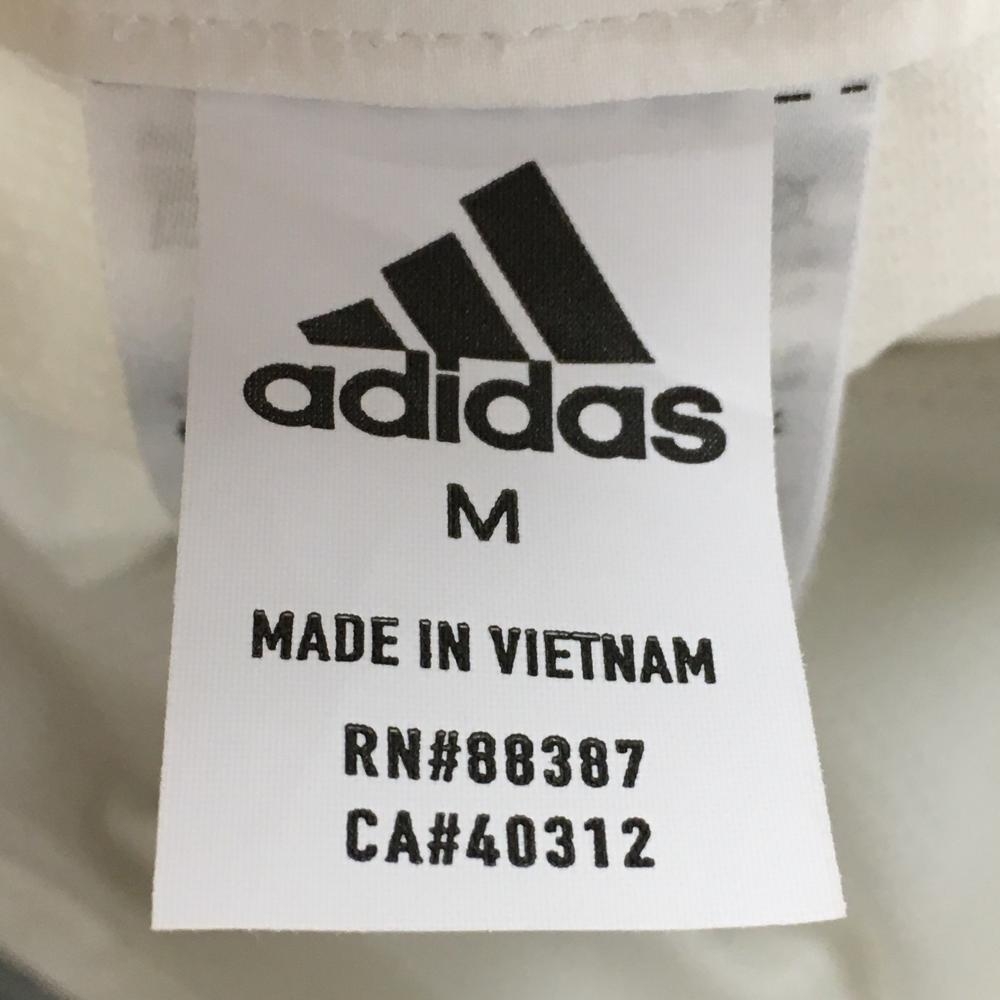 adidas
M
MADE IN VIETNAM
RN#88387
CA#40312